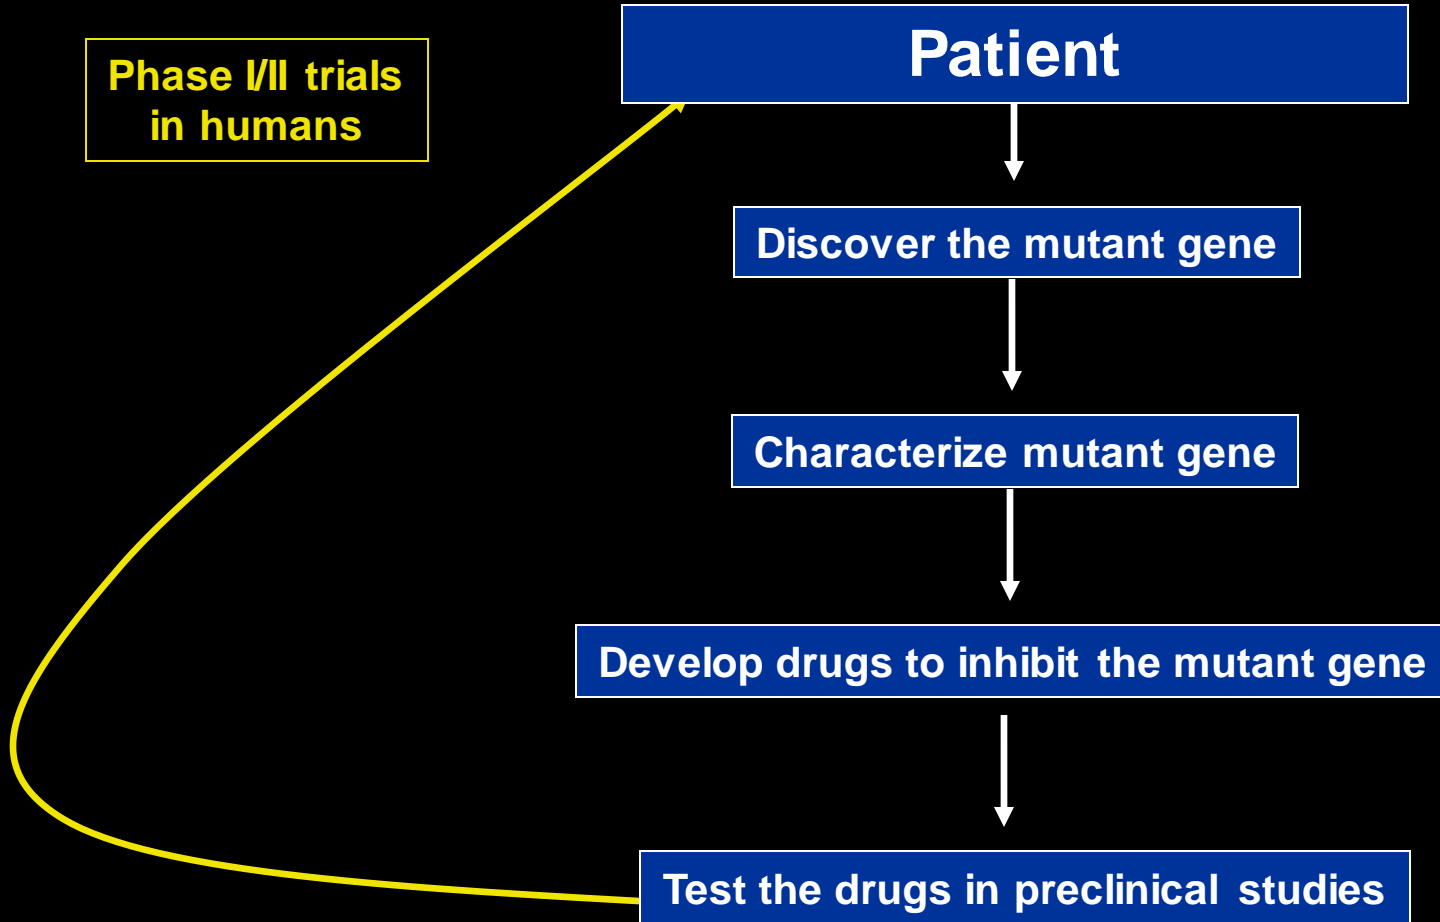 Patient
Phase I/II trials
in humans
Discover the mutant gene
Characterize mutant gene
Develop drugs to inhibit the mutant gene
Test the drugs in preclinical studies